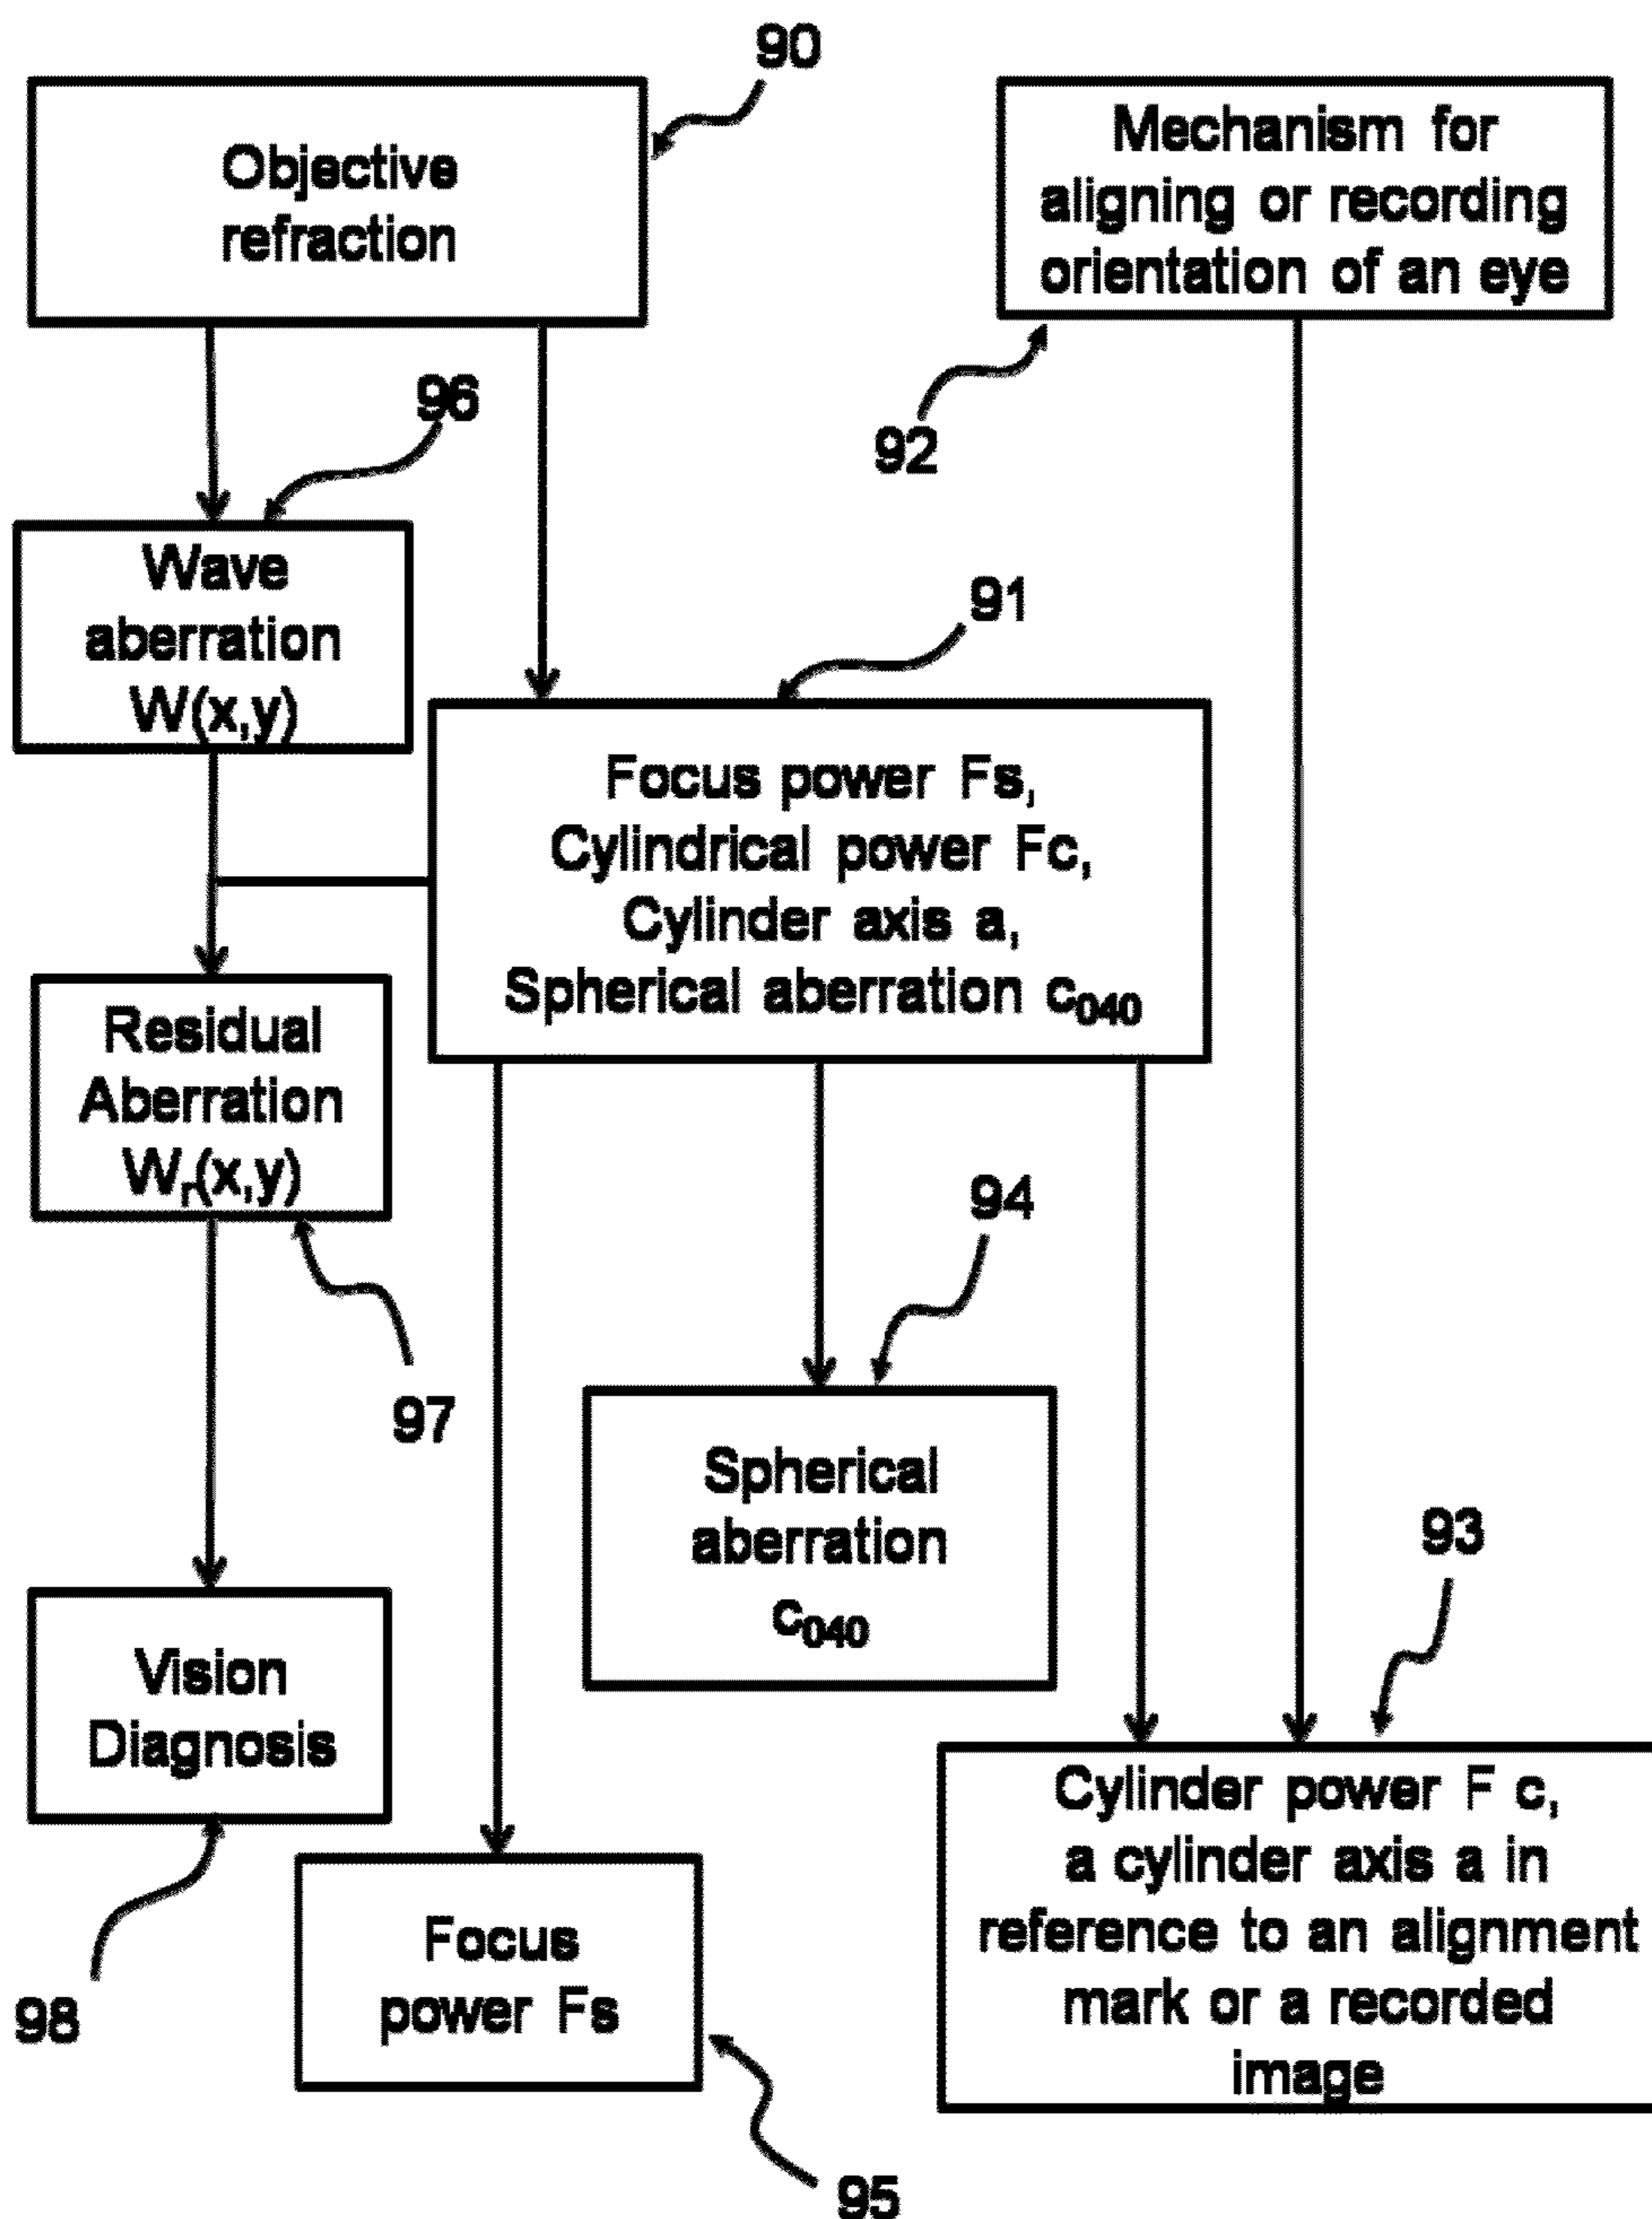 90
Objective
refraction
Mechanism for
aligning or recording
orientation of an eye
96
92
Wave
aberration
W(x,y)
91
Focus power Fs,
Cylindrical power Fc,
Cylinder axis a,
Spherical aberration c₀₄₀
Residual
Aberration
Wᵣ(x,y)
94
97
Spherical
aberration
c₀₄₀
93
Vision
Diagnosis
Cylinder power F c,
a cylinder axis a in
reference to an alignment
mark or a recorded
image
Focus
power Fs
98
95